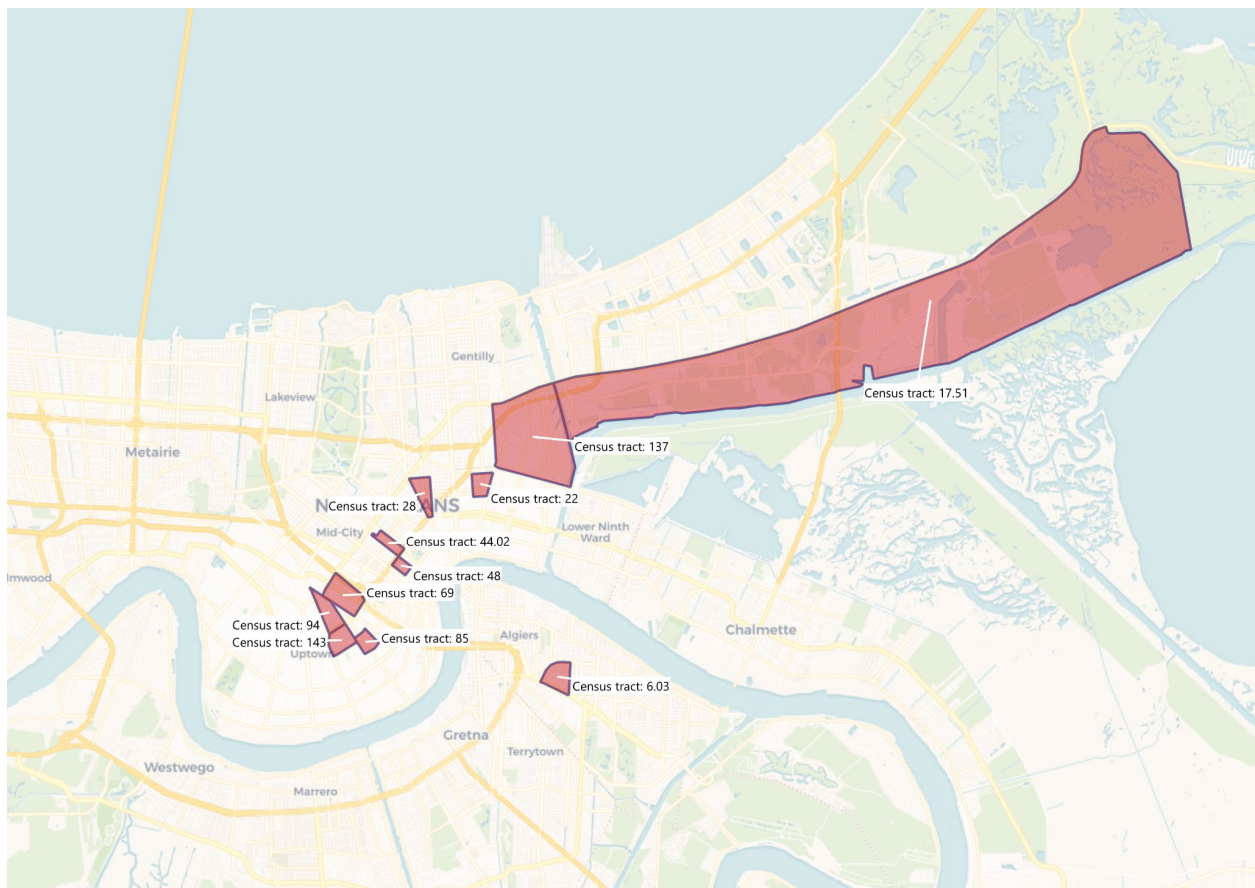 Gentilly
Lakeview
Census tract: 17.51
Metairie
Census tract: 137
Census tract: 28
Census tract: 22
Mid-City
Lower Ninth
Ward
Census tract: 44.02
Census tract: 48
Census tract: 69
Census tract: 94
Census tract: 143
Census tract: 85
Uptown
Algiers
Chalmette
Census tract: 6.03
Gretna
Terrytown
Westwego
Marrero